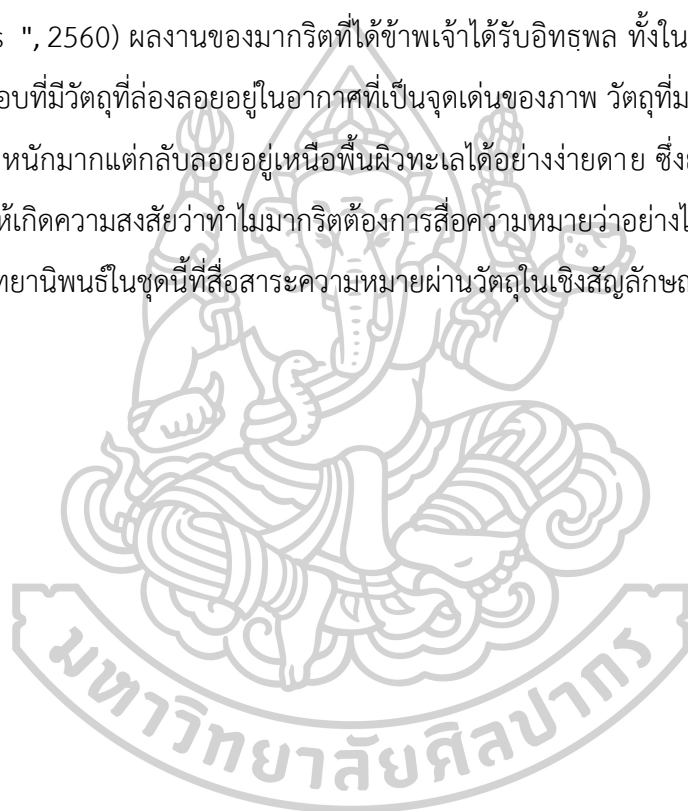 s ", 2560) ผลงานของมากริตที่ได้ข้าพเจ้าได้รับอิทธฺพล ทั้งใน
อบที่มีวัตถุที่ล่องลอยอยู่ในอากาศที่เป็นจุดเด่นของภาพ วัตถุที่ม
หนักมากแต่กลับลอยอยู่เหนือพื้นผิวทะเลได้อย่างง่ายดาย ซึ่ง
ห้เกิดความสงสัยว่าทำไมมากริตต้องการสื่อความหมายว่าอย่างไ
ทยานิพนธ์ในชุดนี้ที่สื่อสาระความหมายผ่านวัตถุในเชิงสัญลักษณ
มหาวิทยาลัยศิลปากร